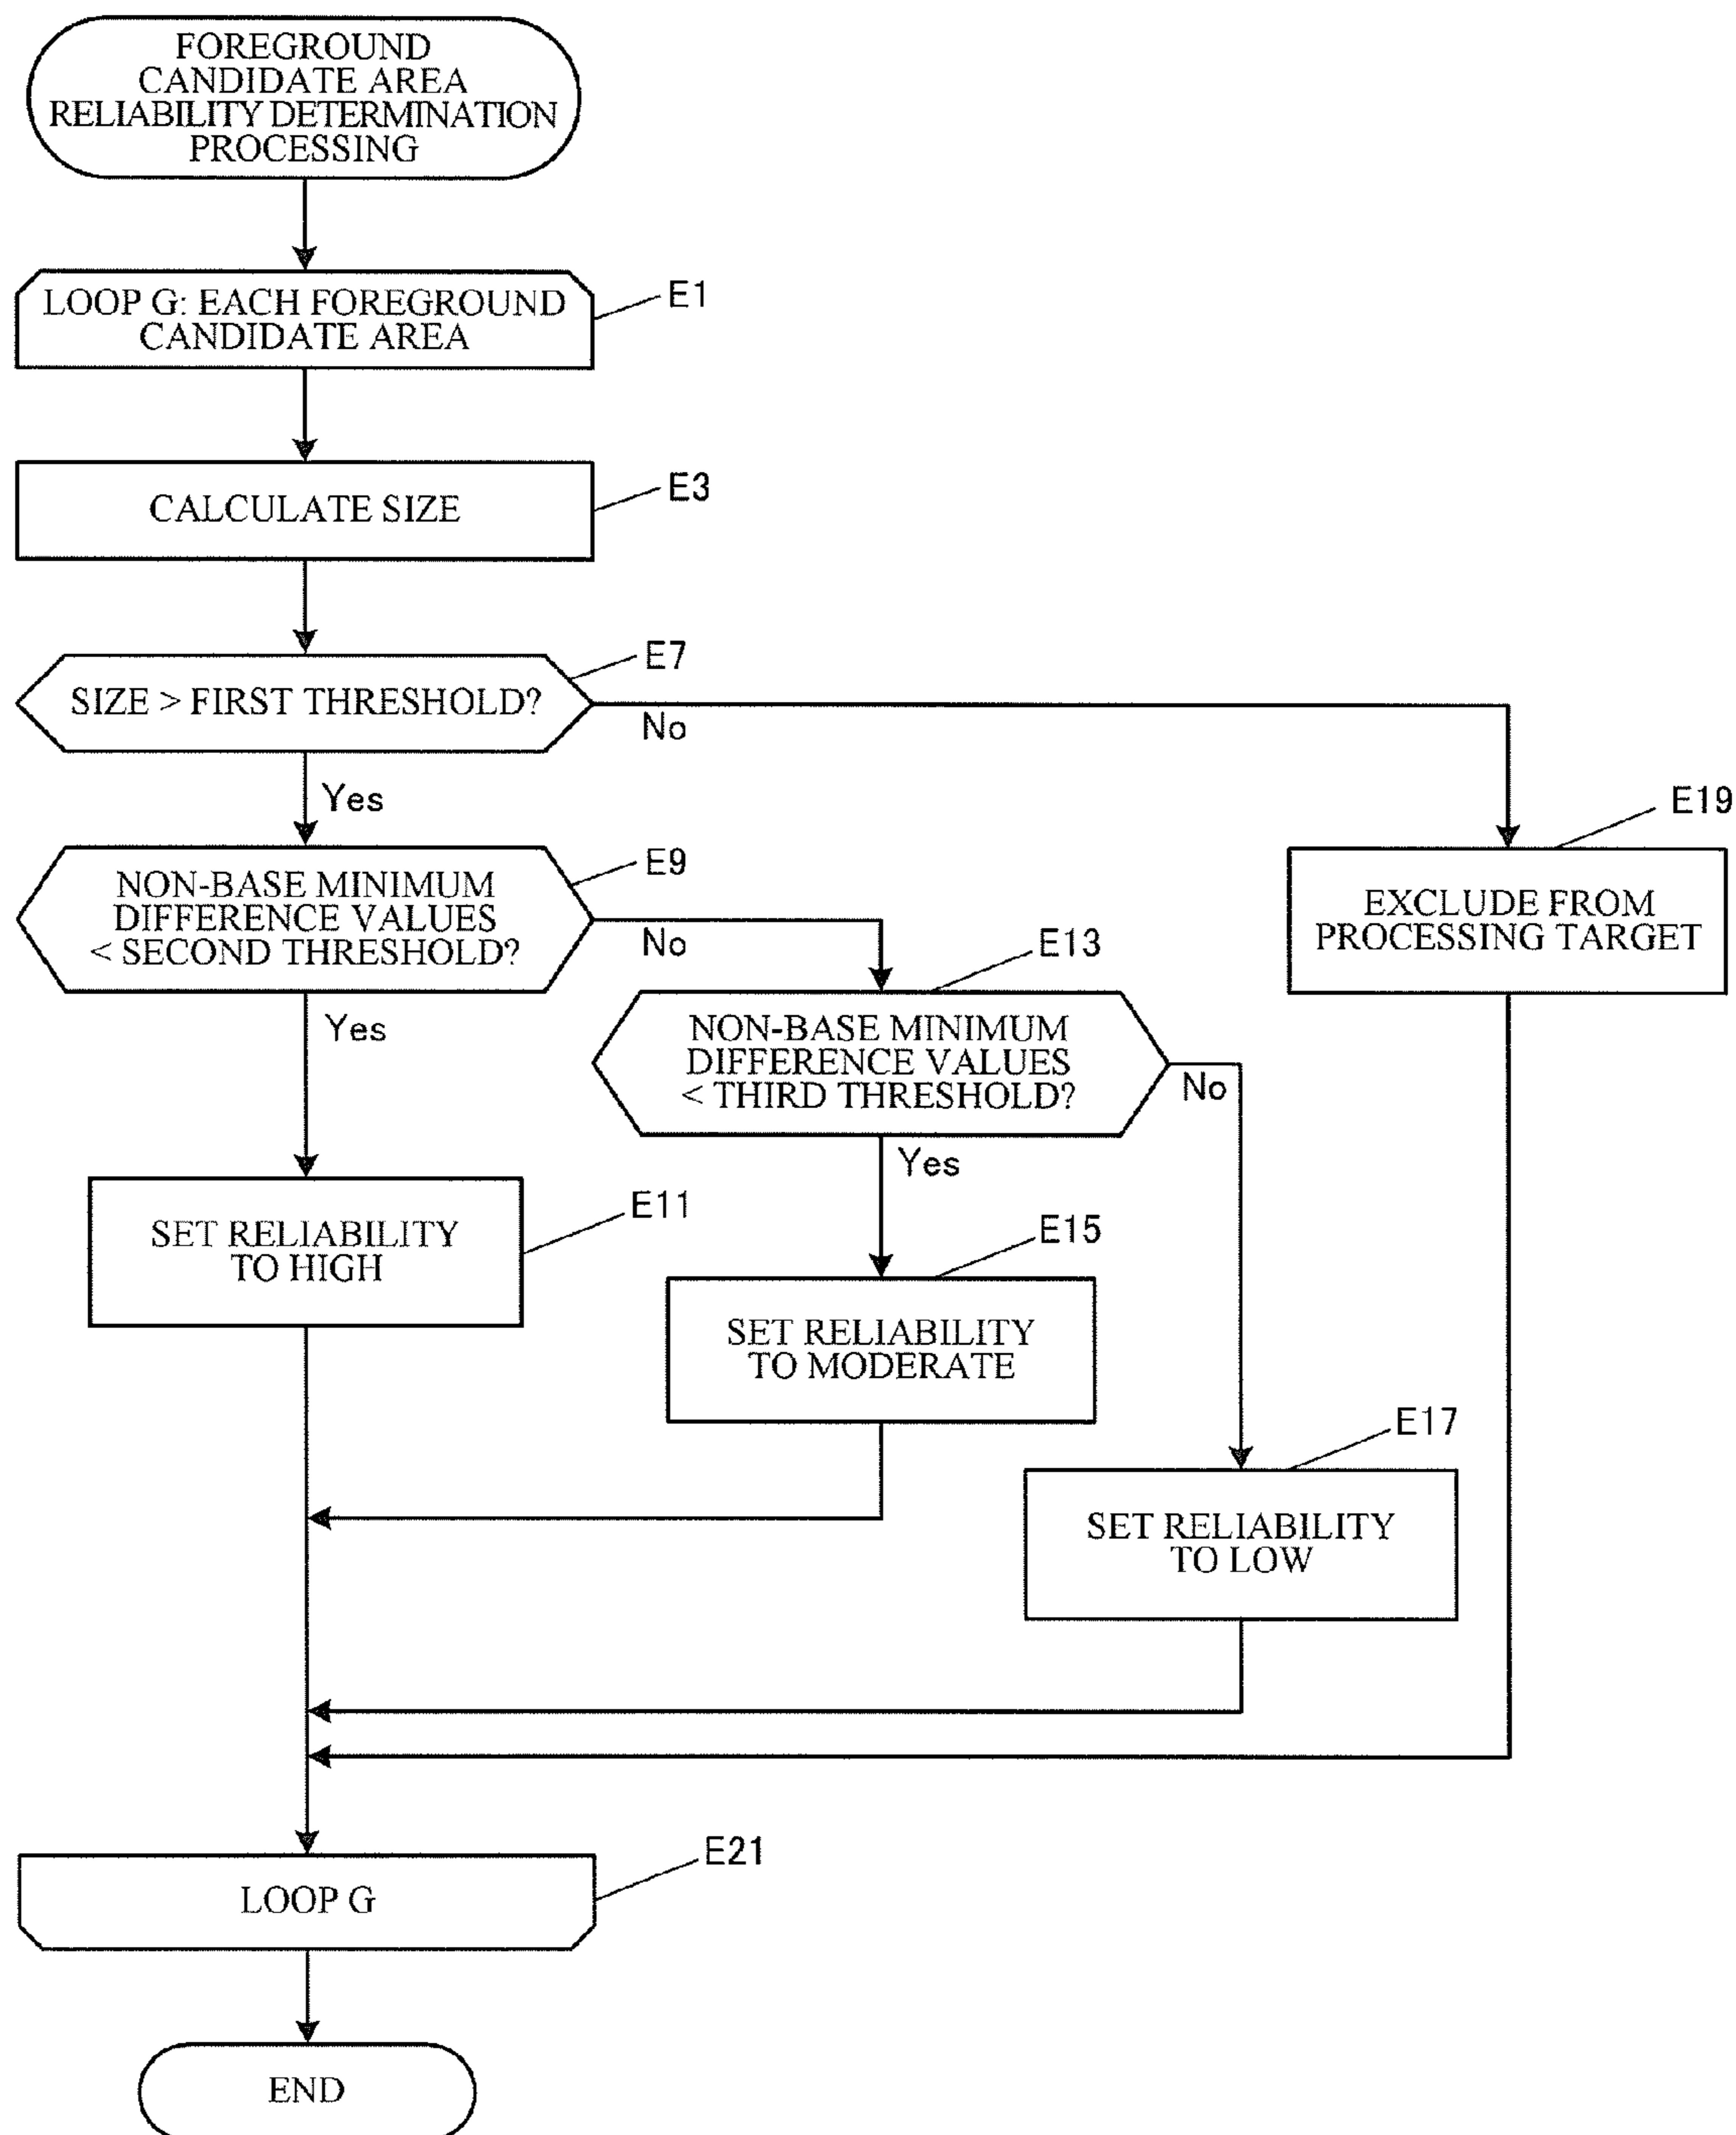 FOREGROUND
CANDIDATE AREA
RELIABILITY DETERMINATION
PROCESSING
LOOP G: EACH FOREGROUND
CANDIDATE AREA
E1
CALCULATE SIZE
E3
SIZE > FIRST THRESHOLD?
E7
No
Yes
NON-BASE MINIMUM
DIFFERENCE VALUES
< SECOND THRESHOLD?
E9
No
Yes
E19
EXCLUDE FROM
PROCESSING TARGET
E13
NON-BASE MINIMUM
DIFFERENCE VALUES
< THIRD THRESHOLD?
No
Yes
SET RELIABILITY
TO HIGH
E11
E15
SET RELIABILITY
TO MODERATE
E17
SET RELIABILITY
TO LOW
LOOP G
E21
END